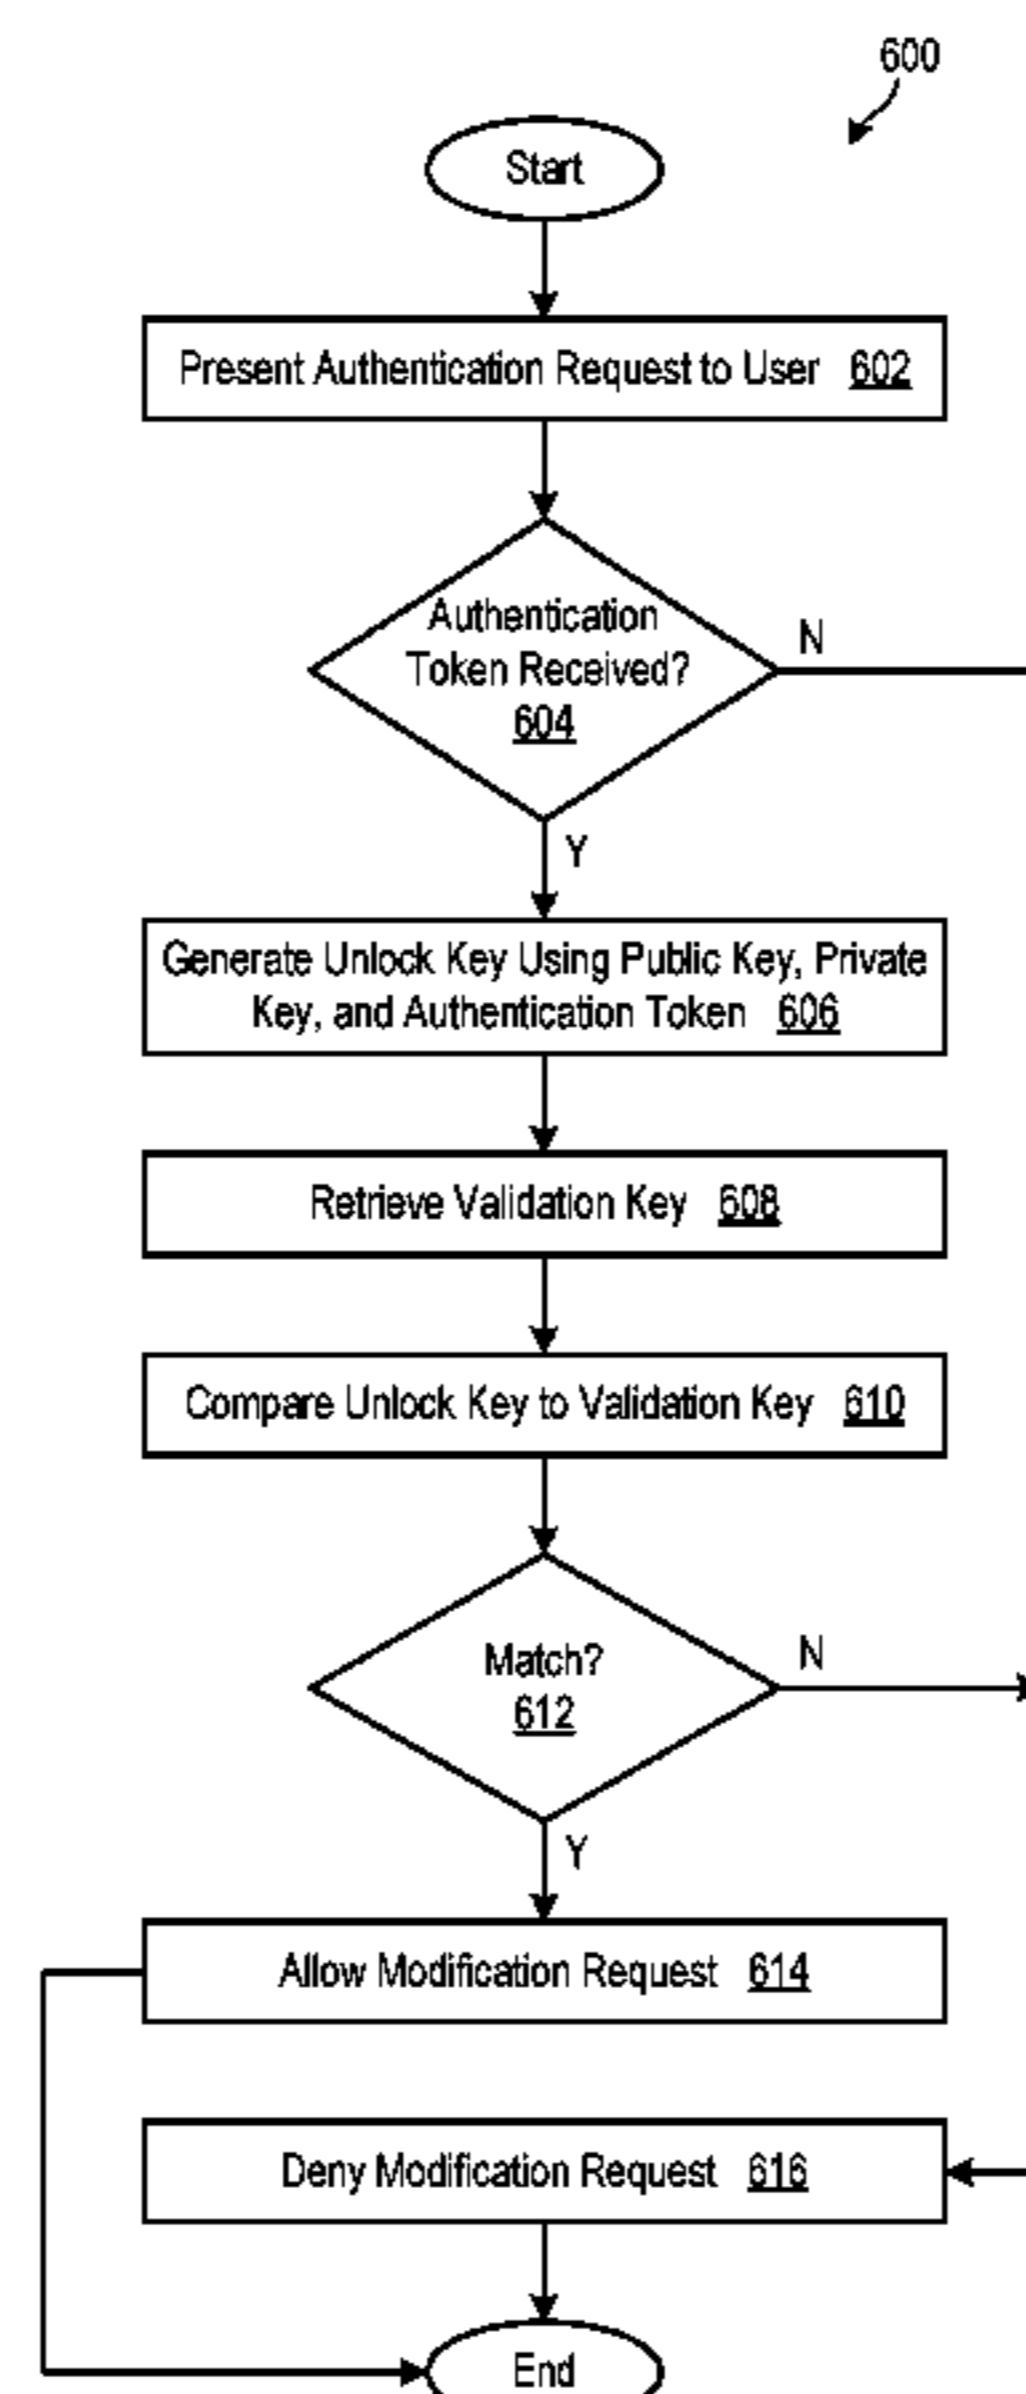 600
Start
Present Authentication Request to User 602
Authentication
Token Received?
604
N
Y
Generate Unlock Key Using Public Key, Private
Key, and Authentication Token 606
Retrieve Validation Key 608
Compare Unlock Key to Validation Key 610
Match?
612
N
Y
Allow Modification Request 614
Deny Modification Request 616
End